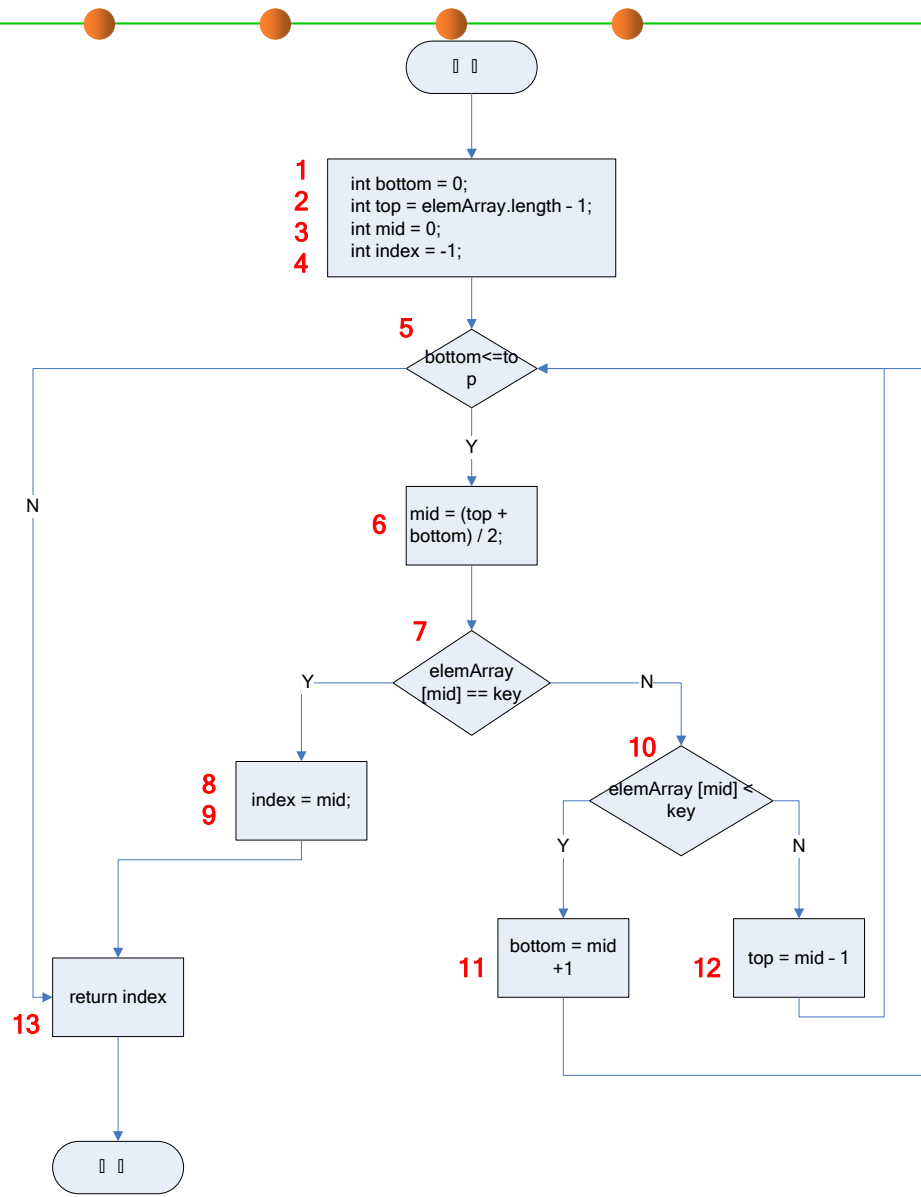 1
2
3
4
int bottom = 0;
int top = elemArray.length - 1;
int mid = 0;
int index = -1;
5
bottom<=to
p
Y
N
6
mid = (top +
bottom) / 2;
7
elemArray
[mid] == key
Y
N
8
9
index = mid;
10
elemArray [mid] <
key
Y
N
11
bottom = mid
+1
12
top = mid - 1
13
return index